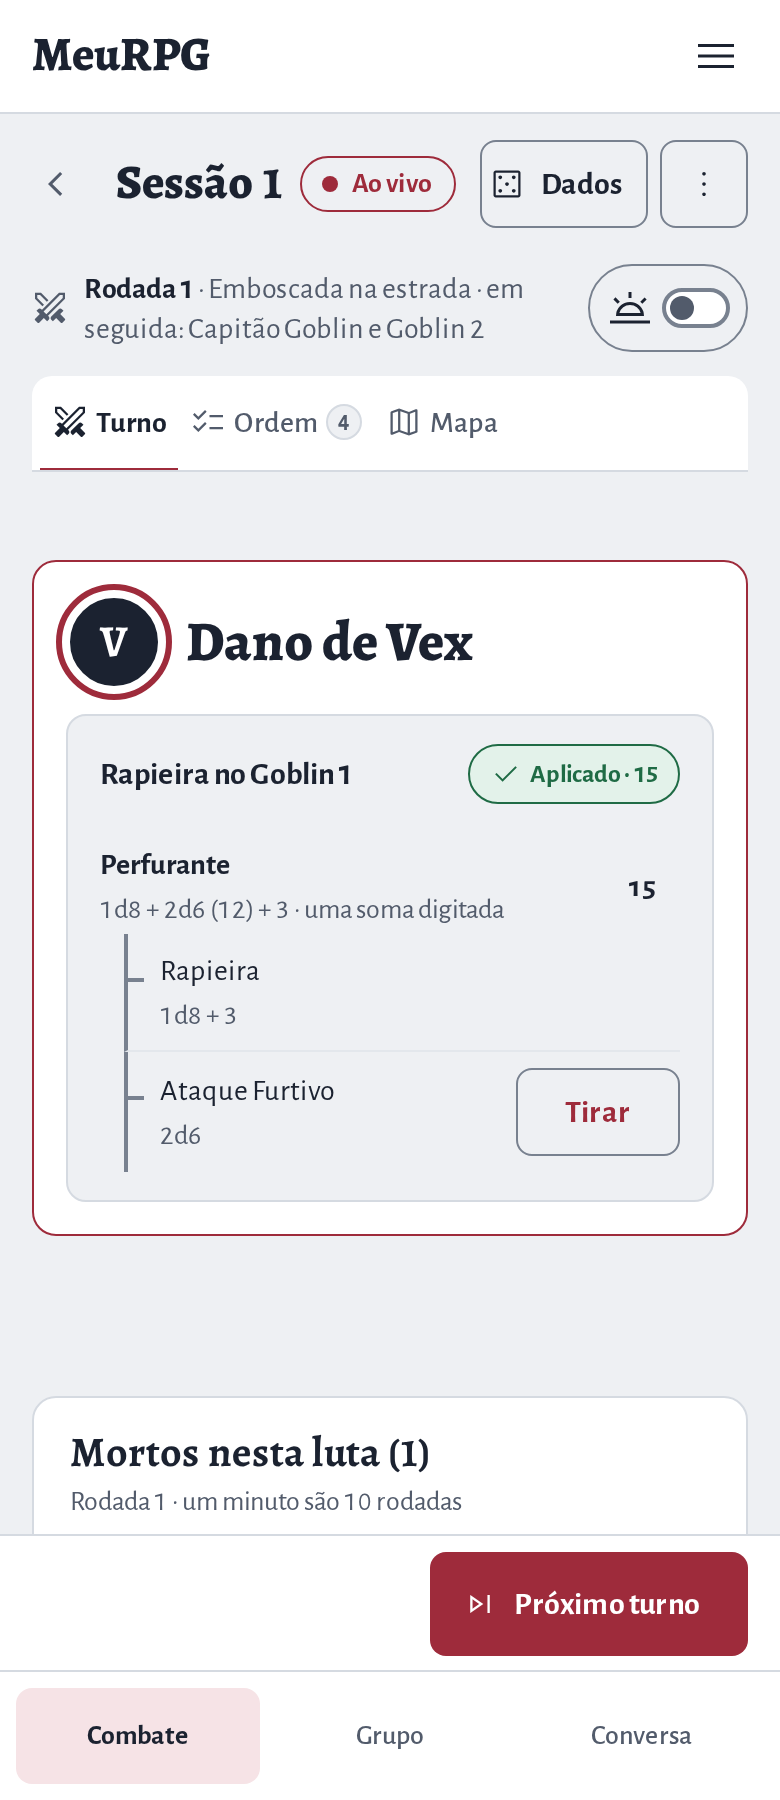 MeuRPG
Sessão 1
Ao vivo
Dados
Rodada 1 · Emboscada na estrada · em
seguida: Capitão Goblin e Goblin 2
Turno
Ordem 4
Mapa
V
Dano de Vex
Rapieira no Goblin 1
Aplicado · 15
Perfurante
1d8 + 2d6 (12) + 3 · uma soma digitada
15
Rapieira
1d8 + 3
Ataque Furtivo
2d6
Tirar
Mortos nesta luta (1)
Rodada 1 · um minuto são 10 rodadas
Próximo turno
Combate
Grupo
Conversa